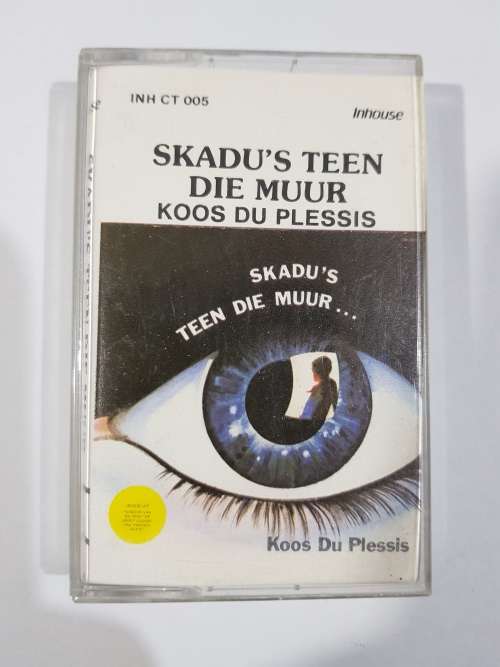 INH CT 005
Inhouse
SKADU'S TEEN
DIE MUUR
KOOS DU PLESSIS
SKADU'S
TEEN DIE MUUR...
Koos Du Plessis